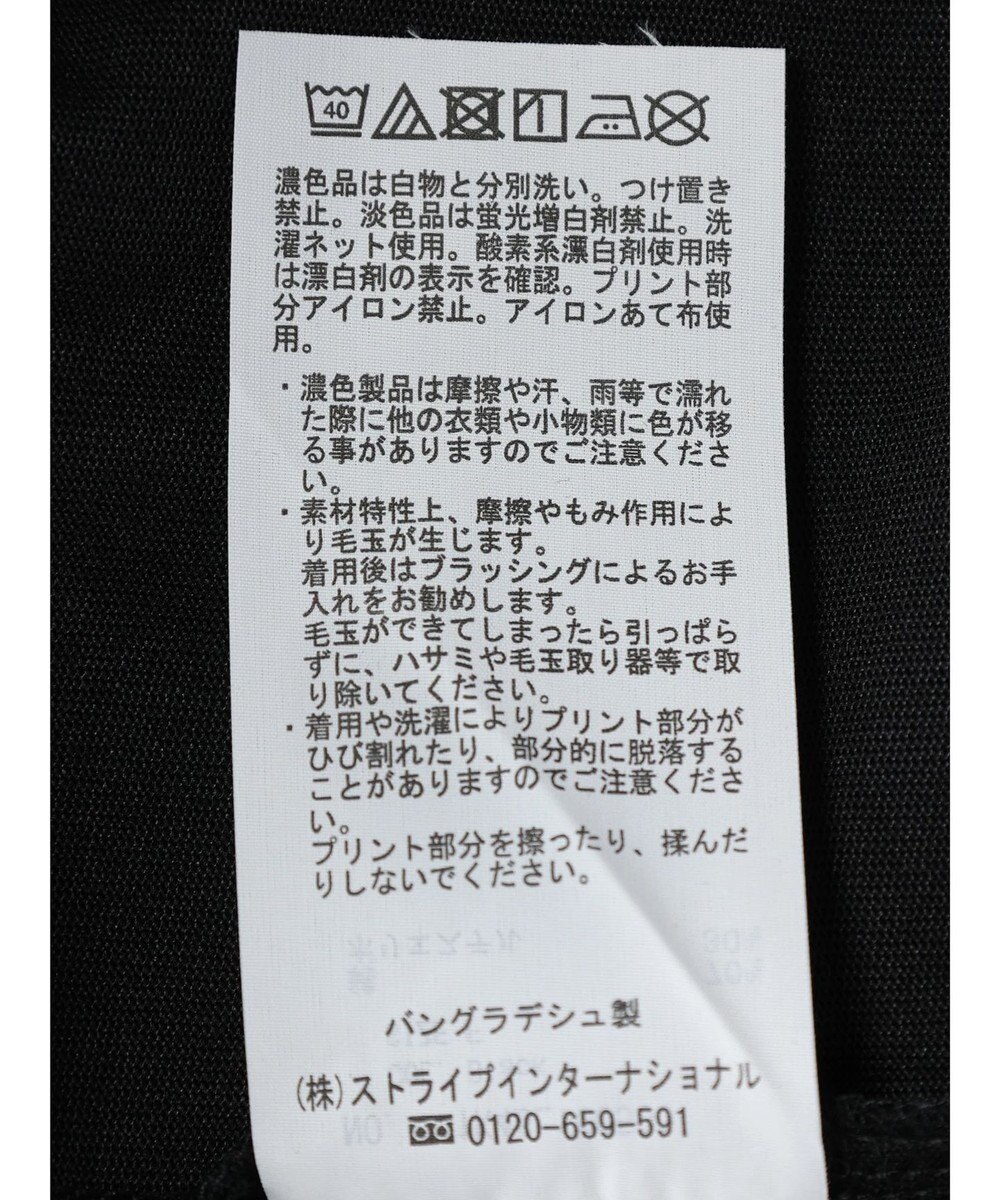 40
濃色品は白物と分別洗い。つけ置き
禁止。淡色品は蛍光増白剤禁止。洗
濯ネット使用。酸素系漂白剤使用時
は漂白剤の表示を確認。プリント部
分アイロン禁止。アイロンあて布使
用。
・濃色製品は摩擦や汗、雨等で濡れ
た際に他の衣類や小物類に色が移
る事がありますのでご注意くださ
い。
・素材特性上、摩擦やもみ作用によ
り毛玉が生じます。
着用後はブラッシングによるお手
入れをお勧めします。
毛玉ができてしまったら引っぱら
ずに、ハサミや毛玉取り器等で取
り除いてください。
・着用や洗濯によりプリント部分が
ひび割れたり、部分的に脱落する
ことがありますのでご注意くださ
い。
プリント部分を擦ったり、揉んだ
りしないでください。
バングラデシュ製
(株)ストライプインターナショナル
0120-659-591